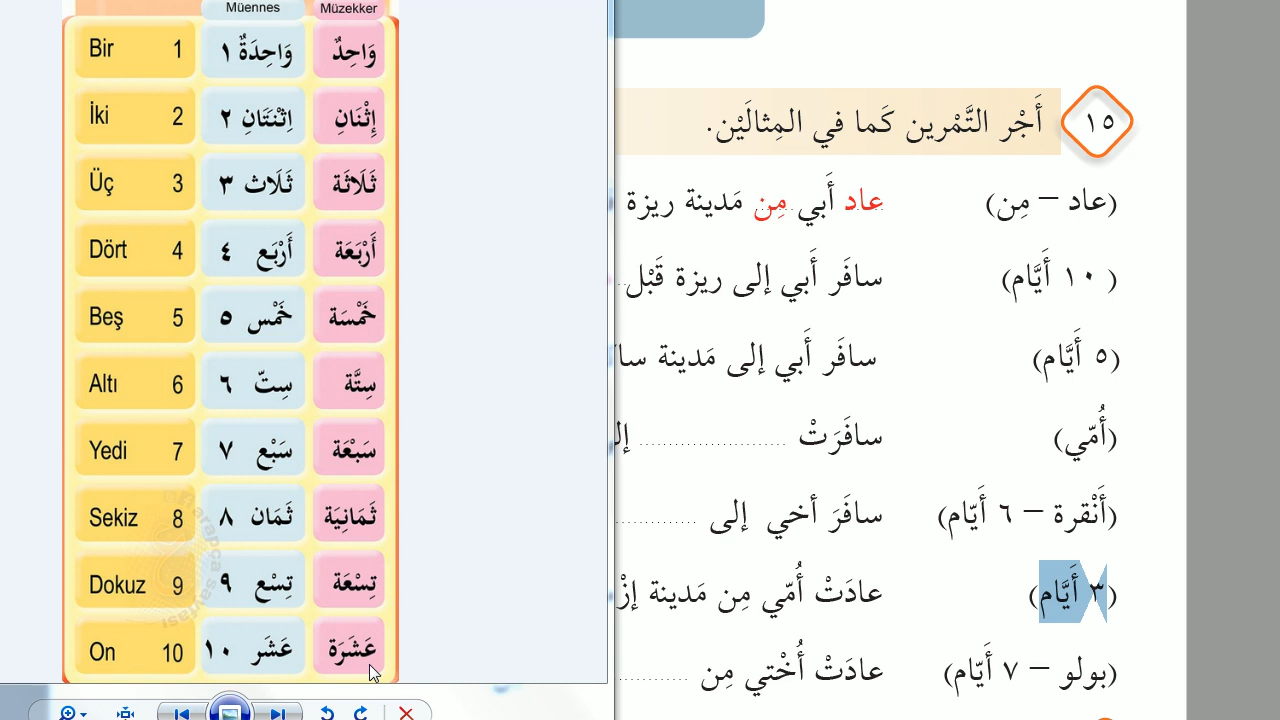 Müennes Müzekker
Bir 1 وَاحِدَةٌ ١ وَاحِدٌ
İki 2 اِثْنَتَانِ ٢ إِثْنَانِ
Üç 3 ثَلَاث ٣ ثَلَاثَة
Dört 4 أَرْبَع ٤ أَرْبَعَة
Beş 5 خَمْس ٥ خَمْسَة
Altı 6 سِتّ ٦ سِتَّة
Yedi 7 سَبْع ٧ سَبْعَة
Sekiz 8 ثَمَان ٨ ثَمَانِيَة
Dokuz 9 تِسْع ٩ تِسْعَة
On 10 عَشَر ١٠ عَشَرَة
arapca sayfasi
١٥ أَجْر التَّمْرين كَما في المِثالَيْن.
(عاد – مِن) عاد أَبي مِن مَدينة ريزة
(١٠ أَيَّام) سافَر أَبي إلى ريزة قَبْل
(٥ أَيَّام) سافَر أَبي إلى مَدينة
(أُمّي) سافَرَتْ ........................
(أَنْقرة – ٦ أَيّام) سافَرَ أخي إلى ................
(٣ أَيَّام) عادَتْ أُمّي مِن مَدينة
(بولو – ٧ أَيّام) عادَتْ أُخْتي مِن ..............